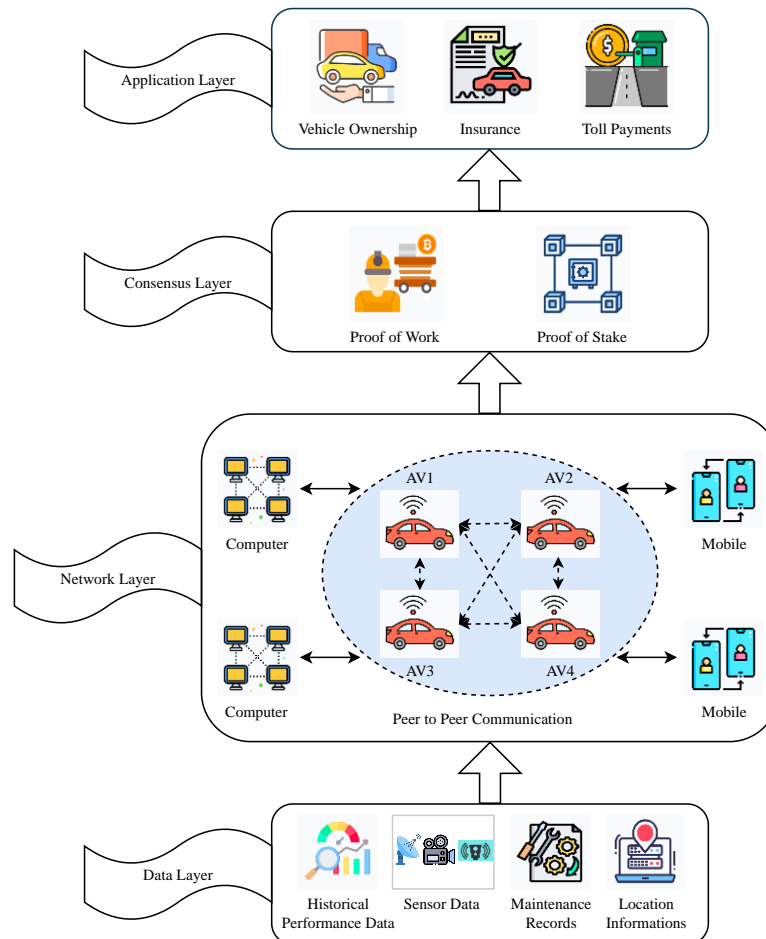 Application Layer
Vehicle Ownership
Insurance
Toll Payments
Consensus Layer
Proof of Work
Proof of Stake
Network Layer
AV1
AV2
Computer
Mobile
AV3
AV4
Computer
Mobile
Peer to Peer Communication
Data Layer
Historical
Performance Data
Sensor Data
Maintenance
Records
Location
Informations